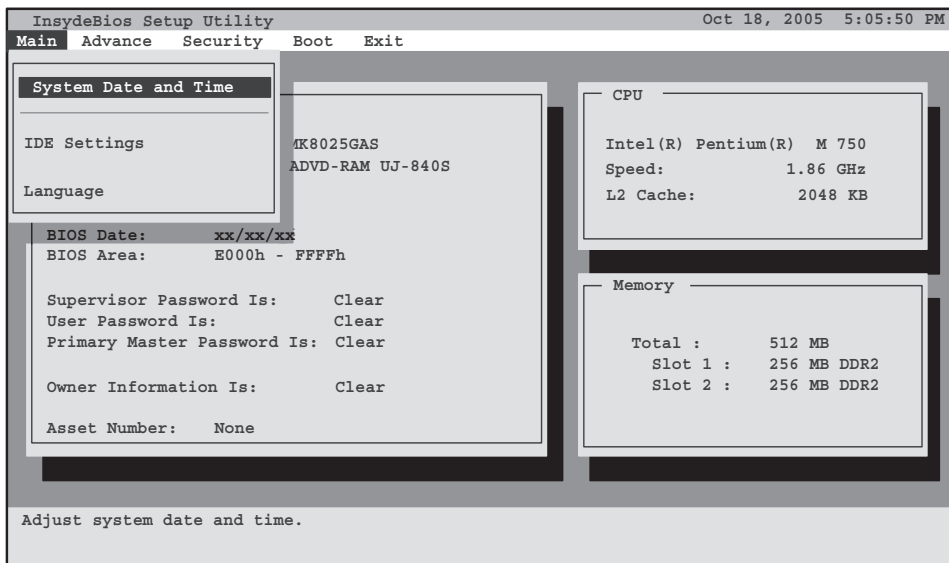 InsydeBios Setup Utility Oct 18, 2005 5:05:50 PM
Main Advance Security Boot Exit
System Date and Time
IDE Settings
Language
MK8025GAS
ADVD-RAM UJ-840S
BIOS Date: xx/xx/xx
BIOS Area: E000h - FFFFh
Supervisor Password Is: Clear
User Password Is: Clear
Primary Master Password Is: Clear
Owner Information Is: Clear
Asset Number: None
CPU
Intel(R) Pentium(R) M 750
Speed: 1.86 GHz
L2 Cache: 2048 KB
Memory
Total : 512 MB
Slot 1 : 256 MB DDR2
Slot 2 : 256 MB DDR2
Adjust system date and time.